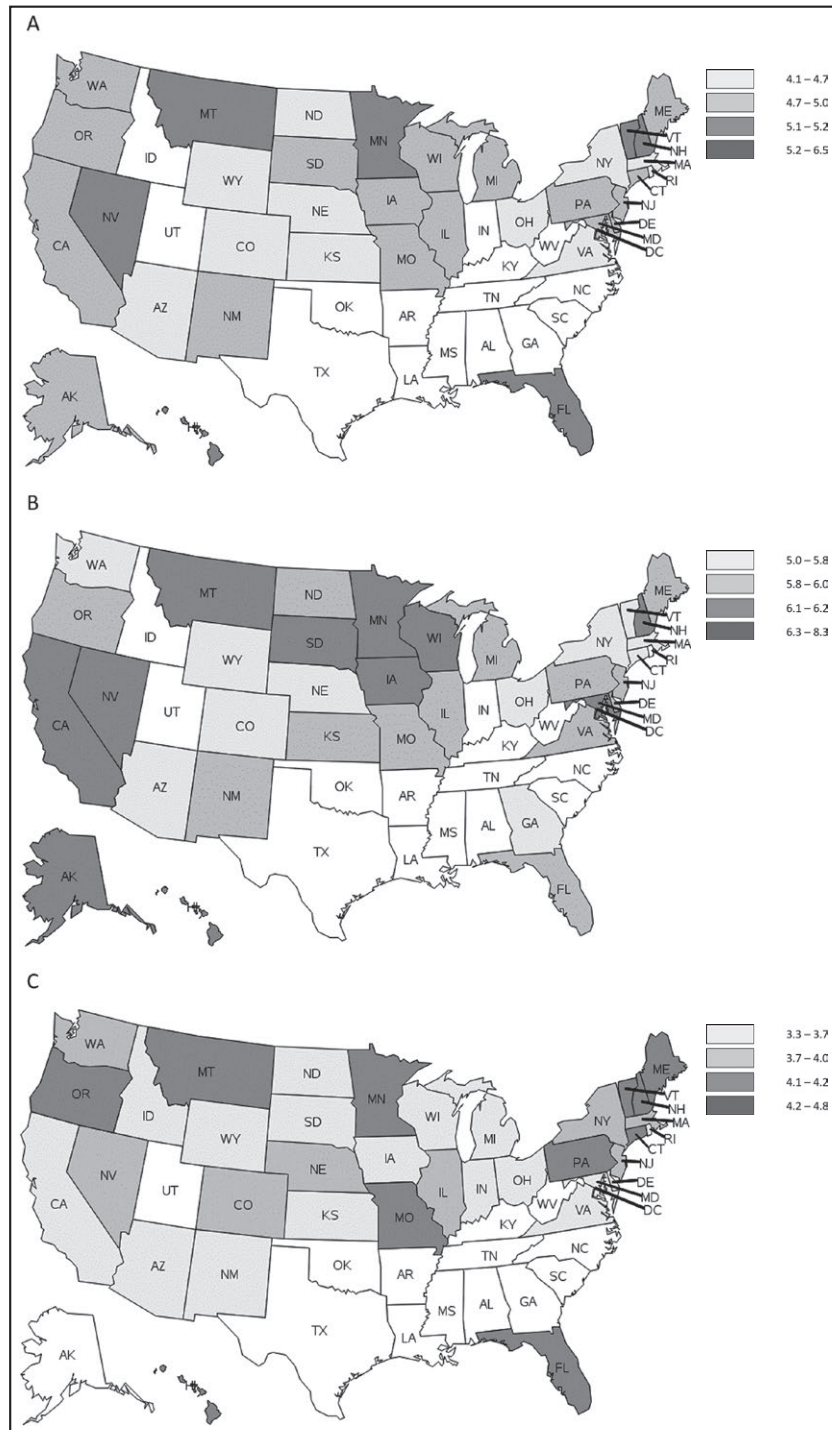 A
4.1 – 4.7
4.7 – 5.0
5.1 – 5.2
5.2 – 6.5
WA
MT
ND
MN
ME
OR
ID
SD
WI
MI
NY
VT
NH
MA
RI
CT
WY
IA
PA
NJ
NV
NE
IL
IN
OH
DE
MD
DC
UT
CO
KS
MO
WV
VA
CA
KY
AZ
NM
OK
AR
TN
NC
SC
TX
LA
MS
AL
GA
AK
FL
B
5.0 – 5.8
5.8 – 6.0
6.1 – 6.2
6.3 – 8.3
WA
MT
ND
MN
ME
OR
ID
SD
WI
MI
NY
VT
NH
MA
RI
CT
WY
IA
PA
NJ
NV
NE
IL
IN
OH
DE
MD
DC
UT
CO
KS
MO
WV
VA
CA
KY
AZ
NM
OK
AR
TN
NC
SC
TX
LA
MS
AL
GA
AK
FL
C
3.3 – 3.7
3.7 – 4.0
4.1 – 4.2
4.2 – 4.8
WA
MT
ND
MN
ME
OR
ID
SD
WI
MI
NY
VT
NH
MA
RI
CT
WY
IA
PA
NJ
NV
NE
IL
IN
OH
DE
MD
DC
UT
CO
KS
MO
WV
VA
CA
KY
AZ
NM
OK
AR
TN
NC
SC
TX
LA
MS
AL
GA
AK
FL